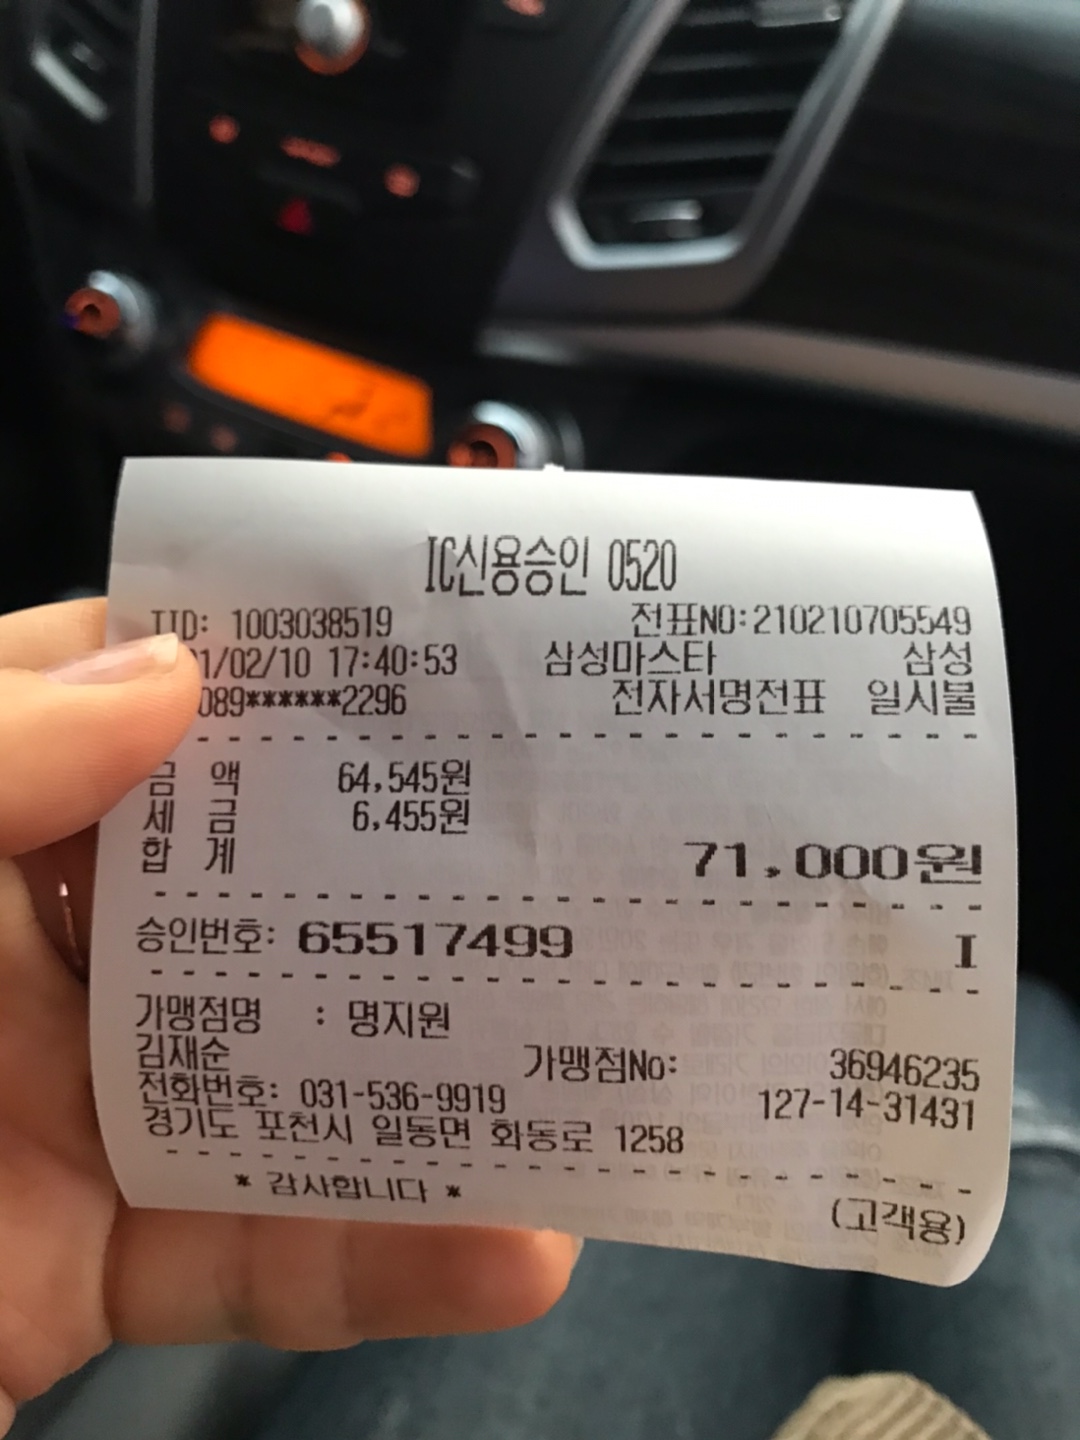 IC신용승인 0520
TID: 1003038519 전표NO:210210705549
1/02/10 17:40:53 삼성마스타 삼성
089******2296 전자서명전표 일시불
금 액 64,545원
세 금 6,455원
합 계 71,000원
승인번호: 65517499 I
가맹점명 : 명지원
김재순 가맹점No: 36946235
전화번호: 031-536-9919 127-14-31431
경기도 포천시 일동면 화동로 1258
* 감사합니다 *
(고객용)